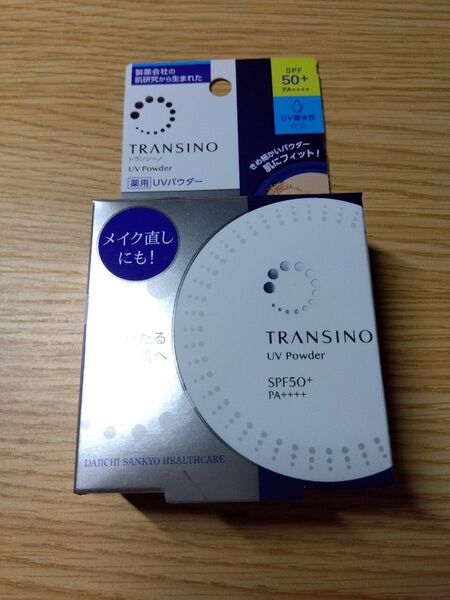 製薬会社の
肌研究から生まれた
SPF
50+
PA++++
UV耐水性
☆☆
TRANSINO
トランシーノ
UV Powder
薬用 UVパウダー
きめ細かいパウダー
肌にフィット!
メイク直し
にも!
たる
肌へ
TRANSINO
UV Powder
SPF50+
PA++++
DAIICHI SANKYO HEALTHCARE